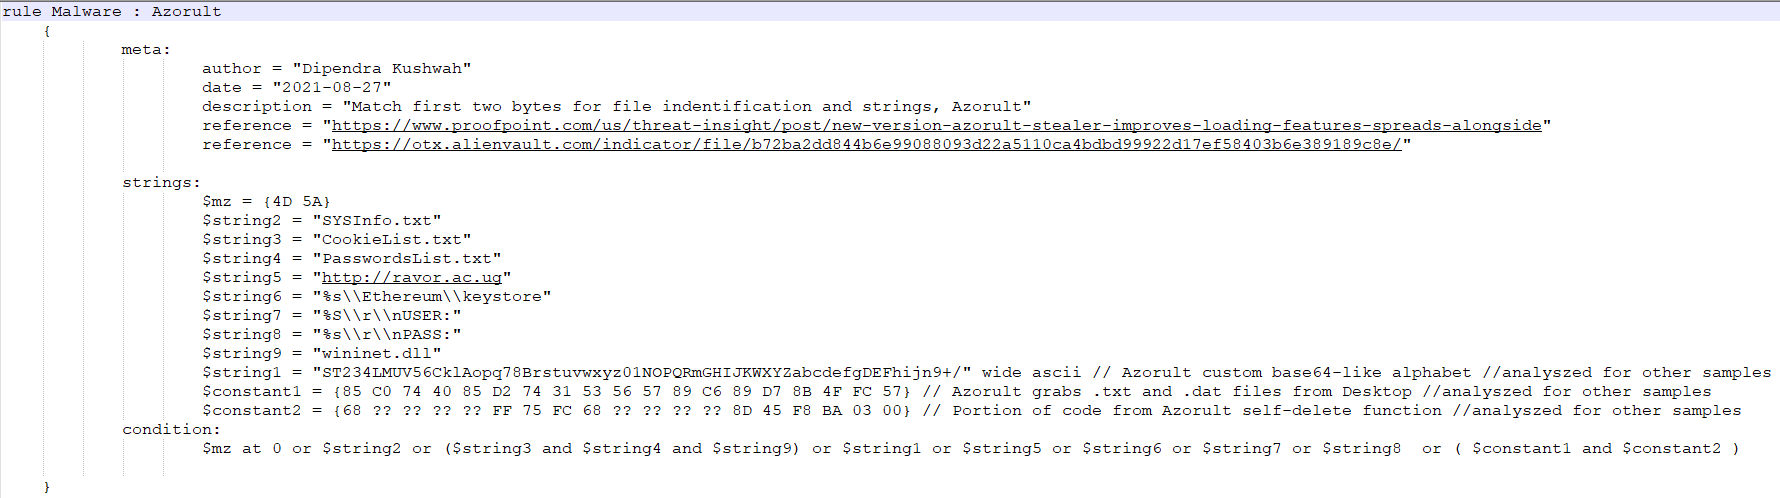 rule Malware : Azorult
{
meta:
author = "Dipendra Kushwah"
date = "2021-08-27"
description = "Match first two bytes for file indentification and strings, Azorult"
reference = "https://www.proofpoint.com/us/threat-insight/post/new-version-azorult-stealer-improves-loading-features-spreads-alongside"
reference = "https://otx.alienvault.com/indicator/file/b72ba2dd844b6e99088093d22a5110ca4bdbd99922d17ef58403b6e389189c8e/"
strings:
$mz = {4D 5A}
$string2 = "SYSInfo.txt"
$string3 = "CookieList.txt"
$string4 = "PasswordsList.txt"
$string5 = "http://ravor.ac.ug"
$string6 = "%s\\Ethereum\\keystore"
$string7 = "%S\\r\\nUSER:"
$string8 = "%s\\r\\nPASS:"
$string9 = "wininet.dll"
$string1 = "ST234LMUV56CklAopq78Brstuvwxyz01NOPQRmGHIJKWXYZabcdefgDEFhijn9+/" wide ascii // Azorult custom base64-like alphabet //analyszed for other samples
$constant1 = {85 C0 74 40 85 D2 74 31 53 56 57 89 C6 89 D7 8B 4F FC 57} // Azorult grabs .txt and .dat files from Desktop //analyszed for other samples
$constant2 = {68 ?? ?? ?? ?? FF 75 FC 68 ?? ?? ?? ?? 8D 45 F8 BA 03 00} // Portion of code from Azorult self-delete function //analyszed for other samples
condition:
$mz at 0 or $string2 or ($string3 and $string4 and $string9) or $string1 or $string5 or $string6 or $string7 or $string8  or ( $constant1 and $constant2 )
}